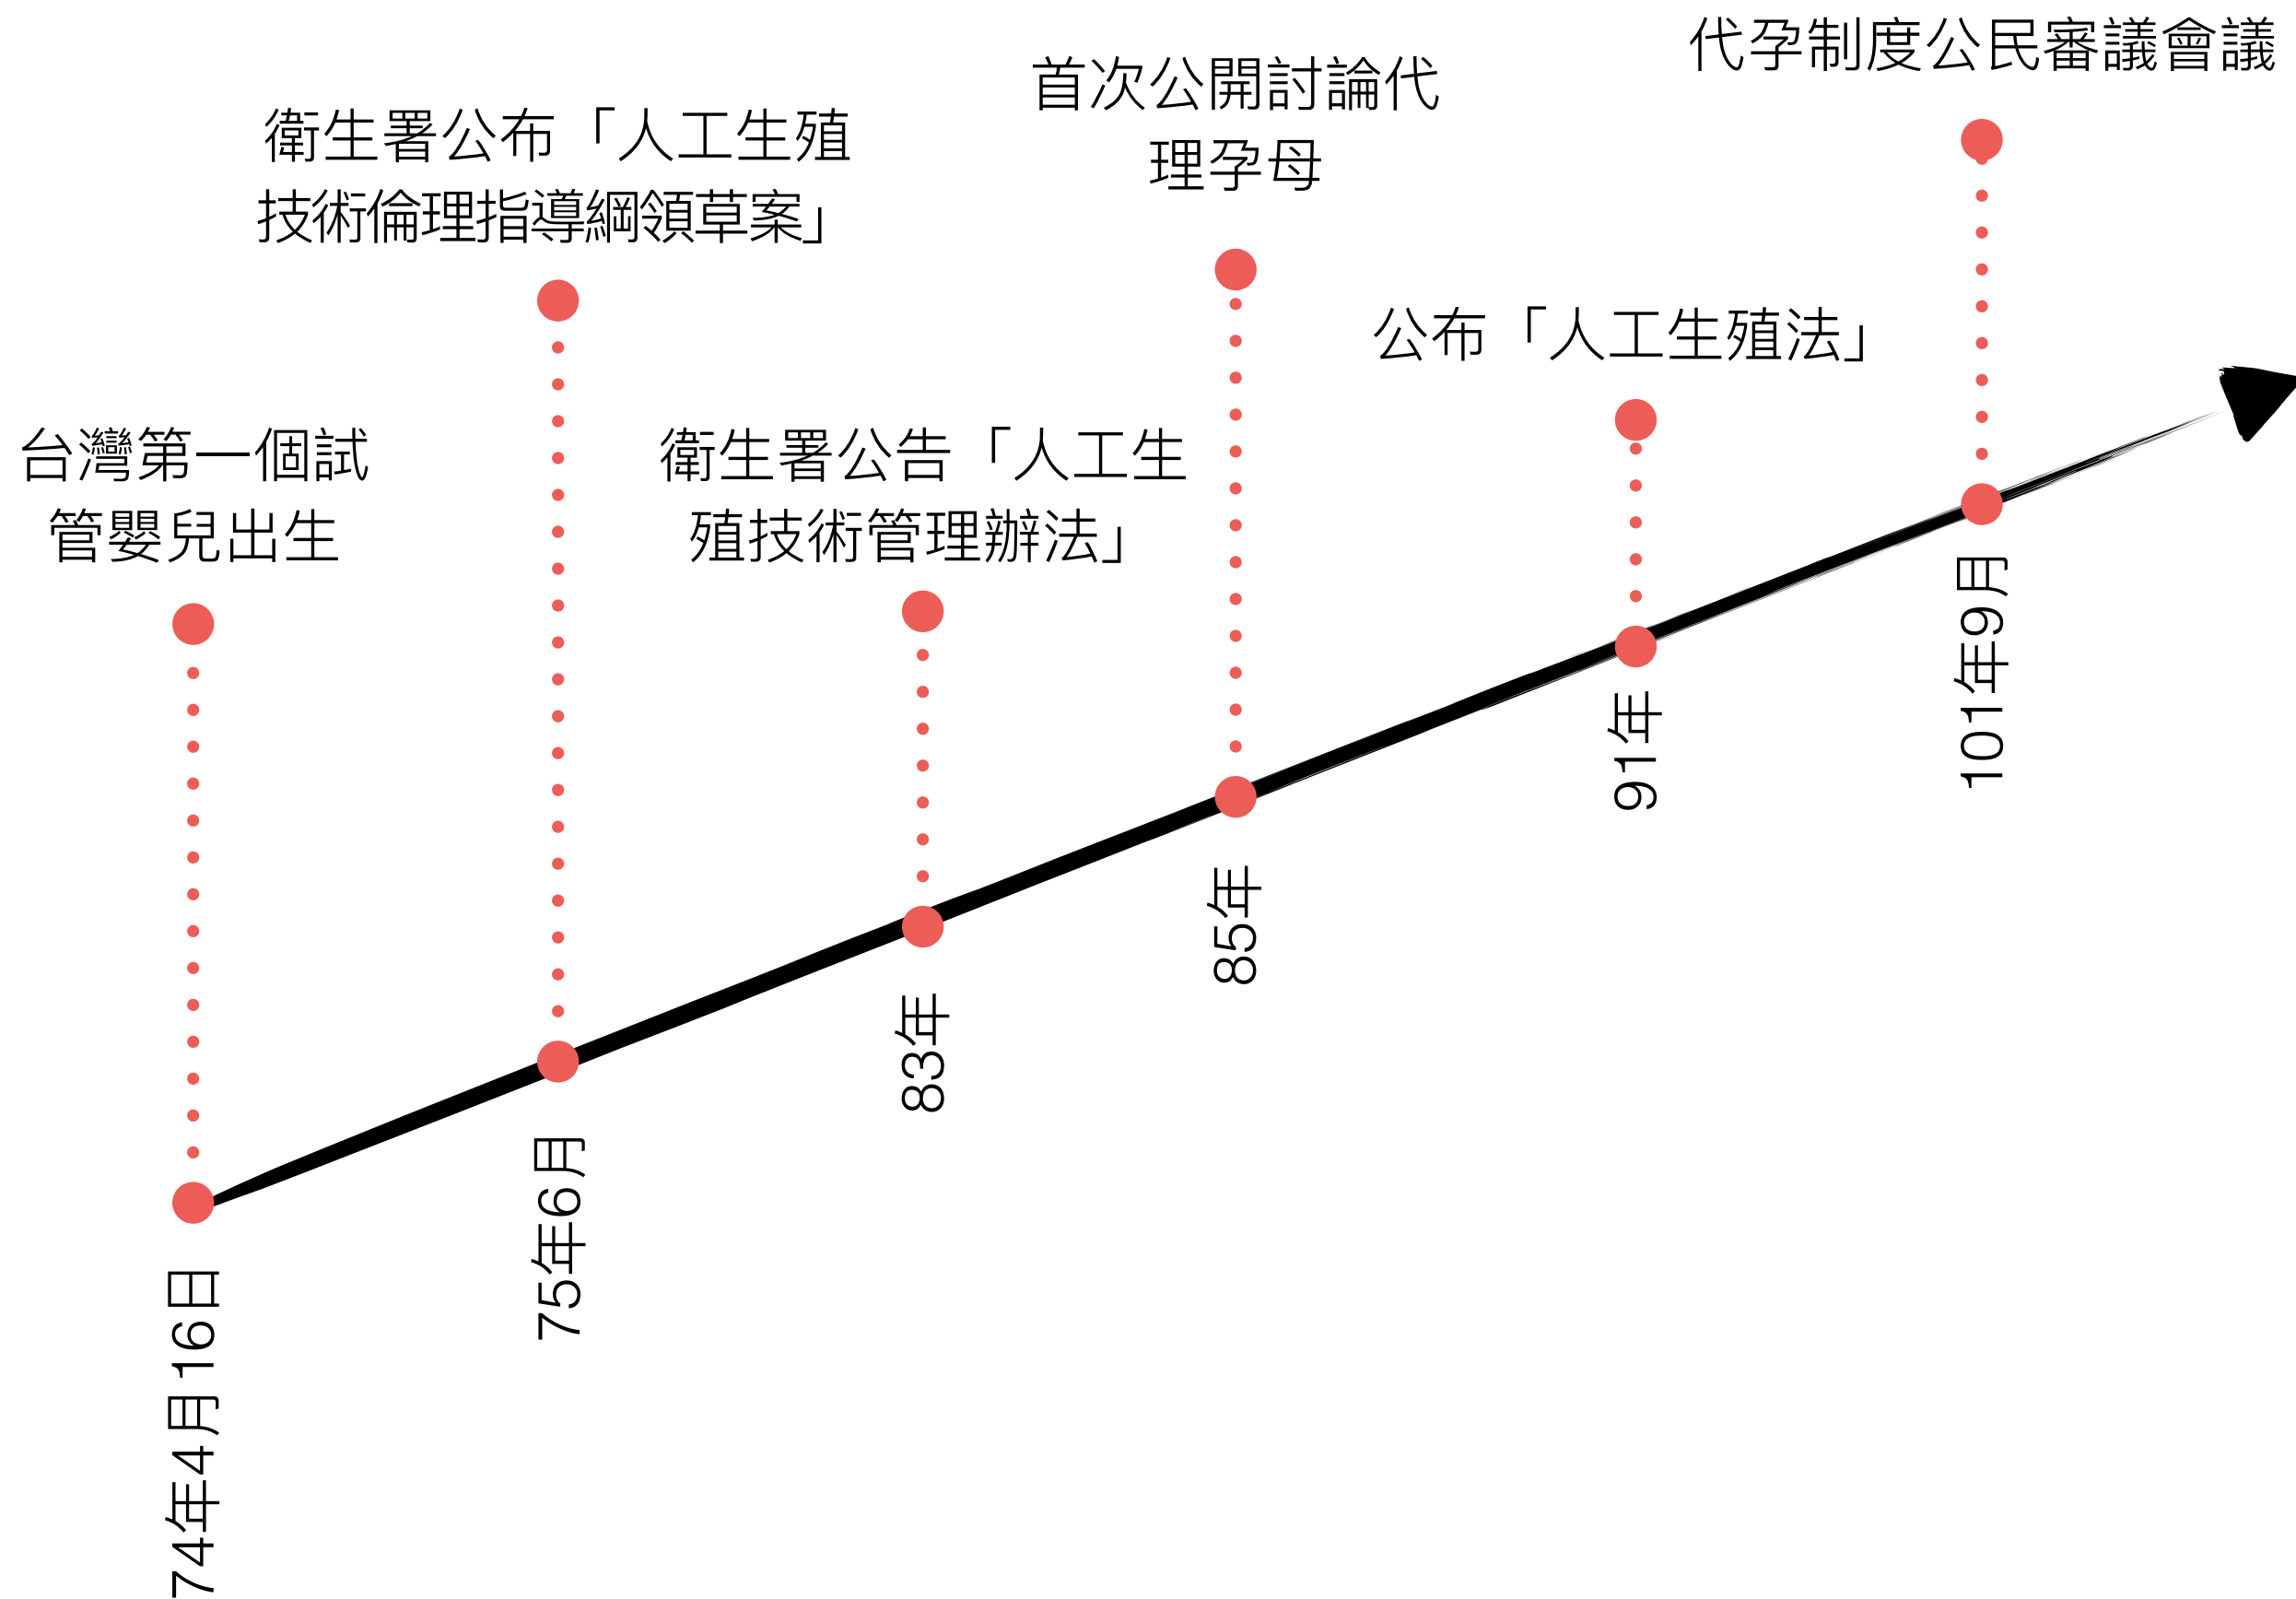 台灣第一個試
管嬰兒出生
74年4月16日
衛生署公布「人工生殖
技術倫理指導綱領草案」
75年6月
衛生署公告「人工生
殖技術管理辦法」
83年
首次公開討論代
理孕母
85年
公布「人工生殖法」
91年
代孕制度公民審議會議
101年9月